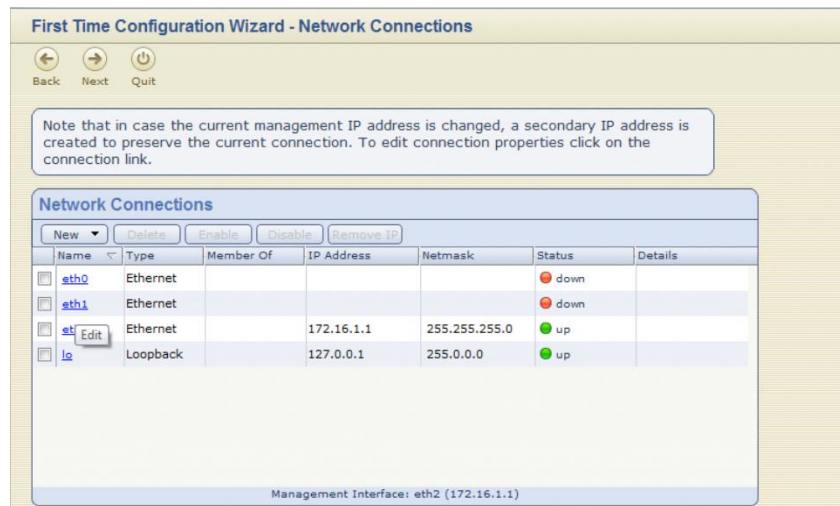 First Time Configuration Wizard - Network Connections
Back Next Quit
Note that in case the current management IP address is changed, a secondary IP address is
created to preserve the current connection. To edit connection properties click on the
connection link.
Network Connections
New Delete Enable Disable Remove IP
Name Type Member Of IP Address Netmask Status Details
eth0 Ethernet down
eth1 Ethernet down
et Ethernet 172.16.1.1 255.255.255.0 up
Edit
lo Loopback 127.0.0.1 255.0.0.0 up
Management Interface: eth2 (172.16.1.1)